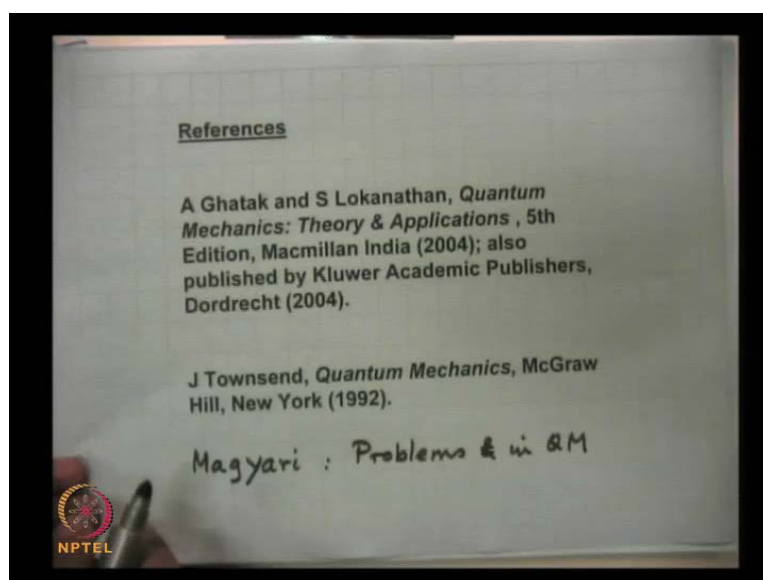 References
A Ghatak and S Lokanathan, Quantum
Mechanics: Theory & Applications , 5th
Edition, Macmillan India (2004); also
published by Kluwer Academic Publishers,
Dordrecht (2004).
J Townsend, Quantum Mechanics, McGraw
Hill, New York (1992).
Magyari : Problems & in QM
NPTEL